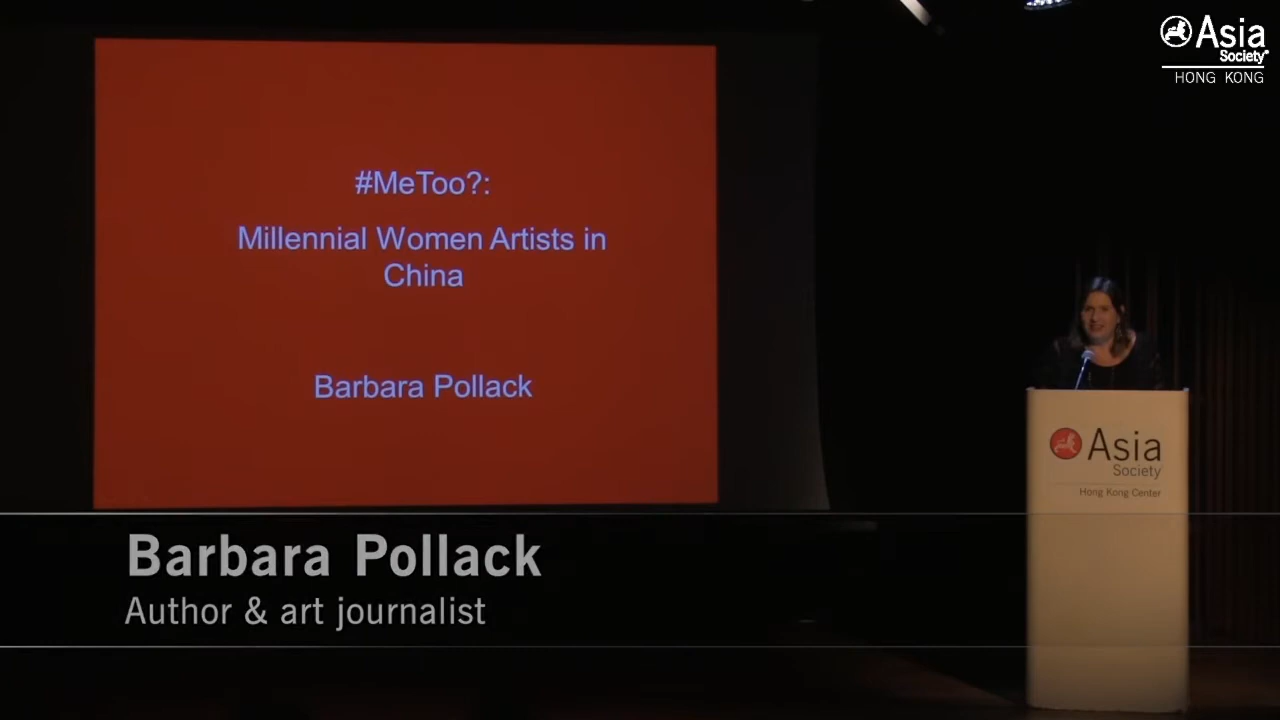 Asia
Society
HONG KONG
#MeToo?:
Millennial Women Artists in
China
Barbara Pollack
Asia
Society
Hong Kong Center
Barbara Pollack
Author & art journalist